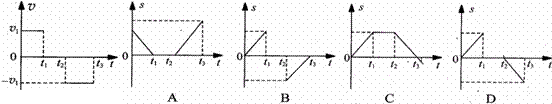 v
v₁
0
t₁ t₂ t₃ t
−v₁
s
0
t₁ t₂ t₃ t
A
s
0
t₁ t₂ t₃ t
B
s
0
t₁ t₂ t₃ t
C
s
0
t₁ t₂ t₃ t
D